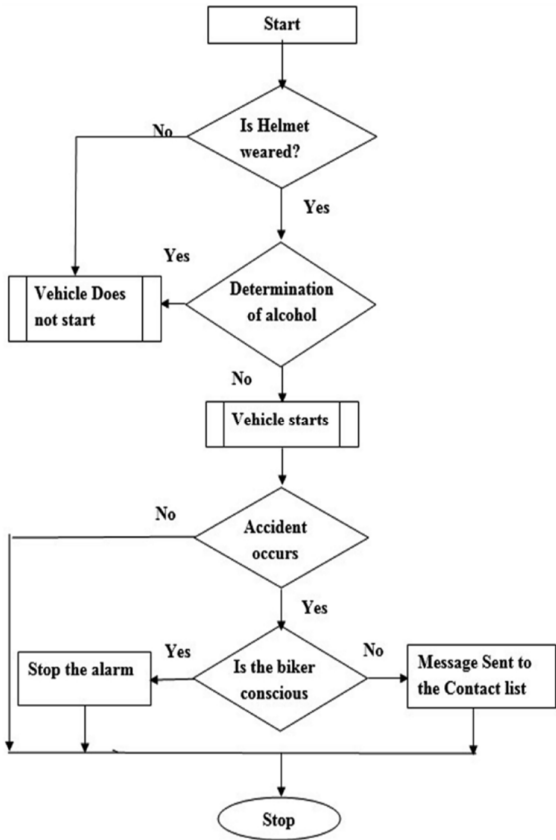 Start
Is Helmet
weared?
No
Yes
Yes
Vehicle Does
not start
Determination
of alcohol
No
Vehicle starts
No
Accident
occurs
Yes
Stop the alarm
Yes
Is the biker
conscious
No
Message Sent to
the Contact list
Stop